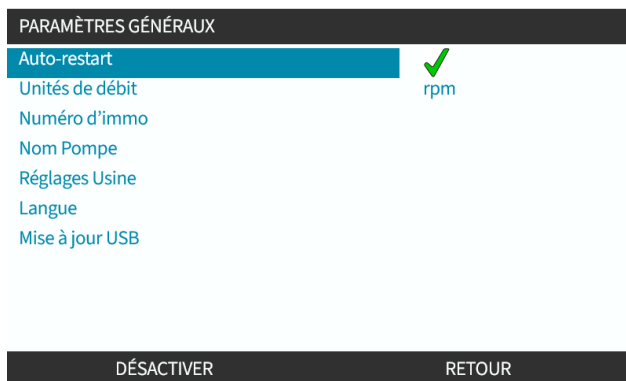 PARAMÈTRES GÉNÉRAUX
Auto-restart
Unités de débit rpm
Numéro d’immo
Nom Pompe
Réglages Usine
Langue
Mise à jour USB
DÉSACTIVER RETOUR